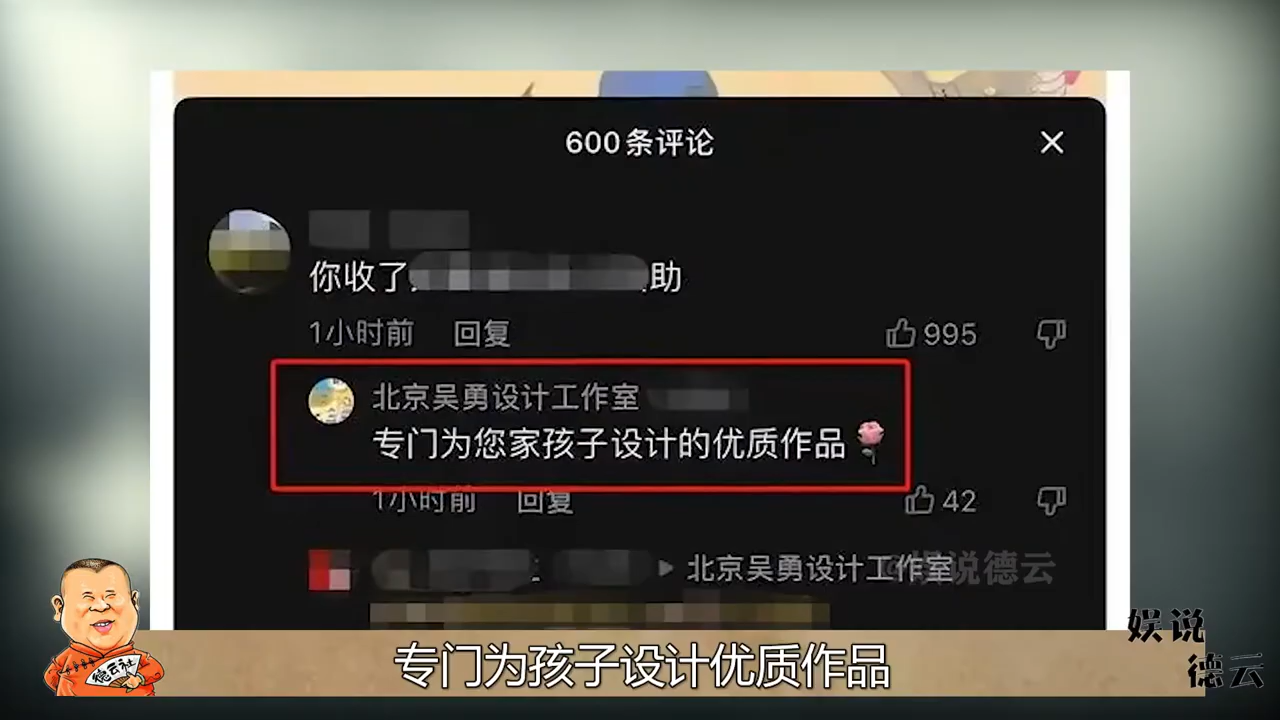 600条评论
你收了
助
1小时前 回复 995
北京吴勇设计工作室
专门为您家孩子设计的优质作品
1小时前 回复 42
北京吴勇设计工作室
娱说德云
专门为孩子设计优质作品
德云社
娱说
德云